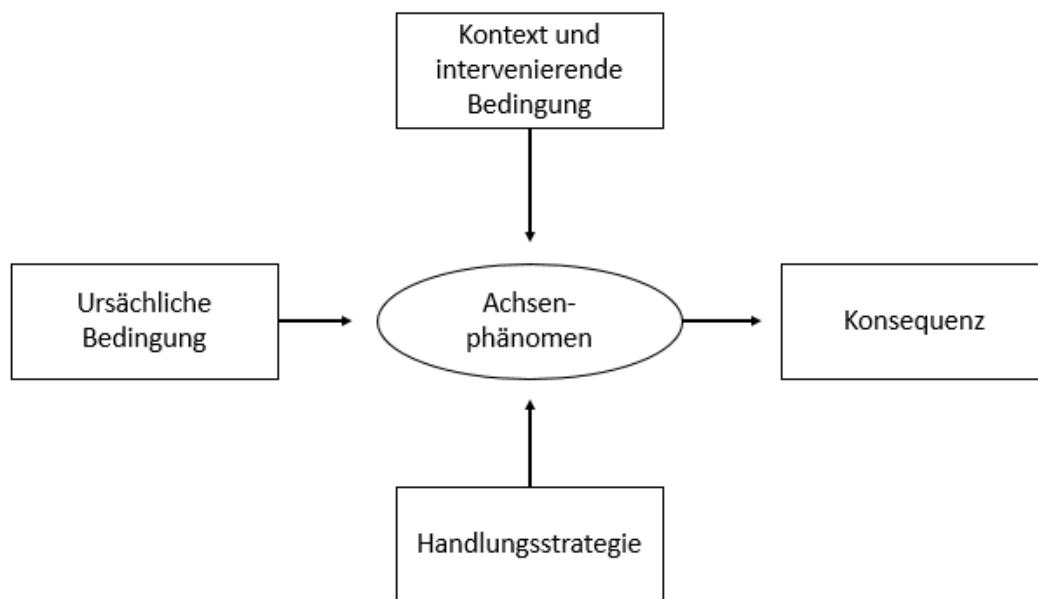 Kontext und
intervenierende
Bedingung
Ursächliche
Bedingung
Achsen-
phänomen
Konsequenz
Handlungsstrategie